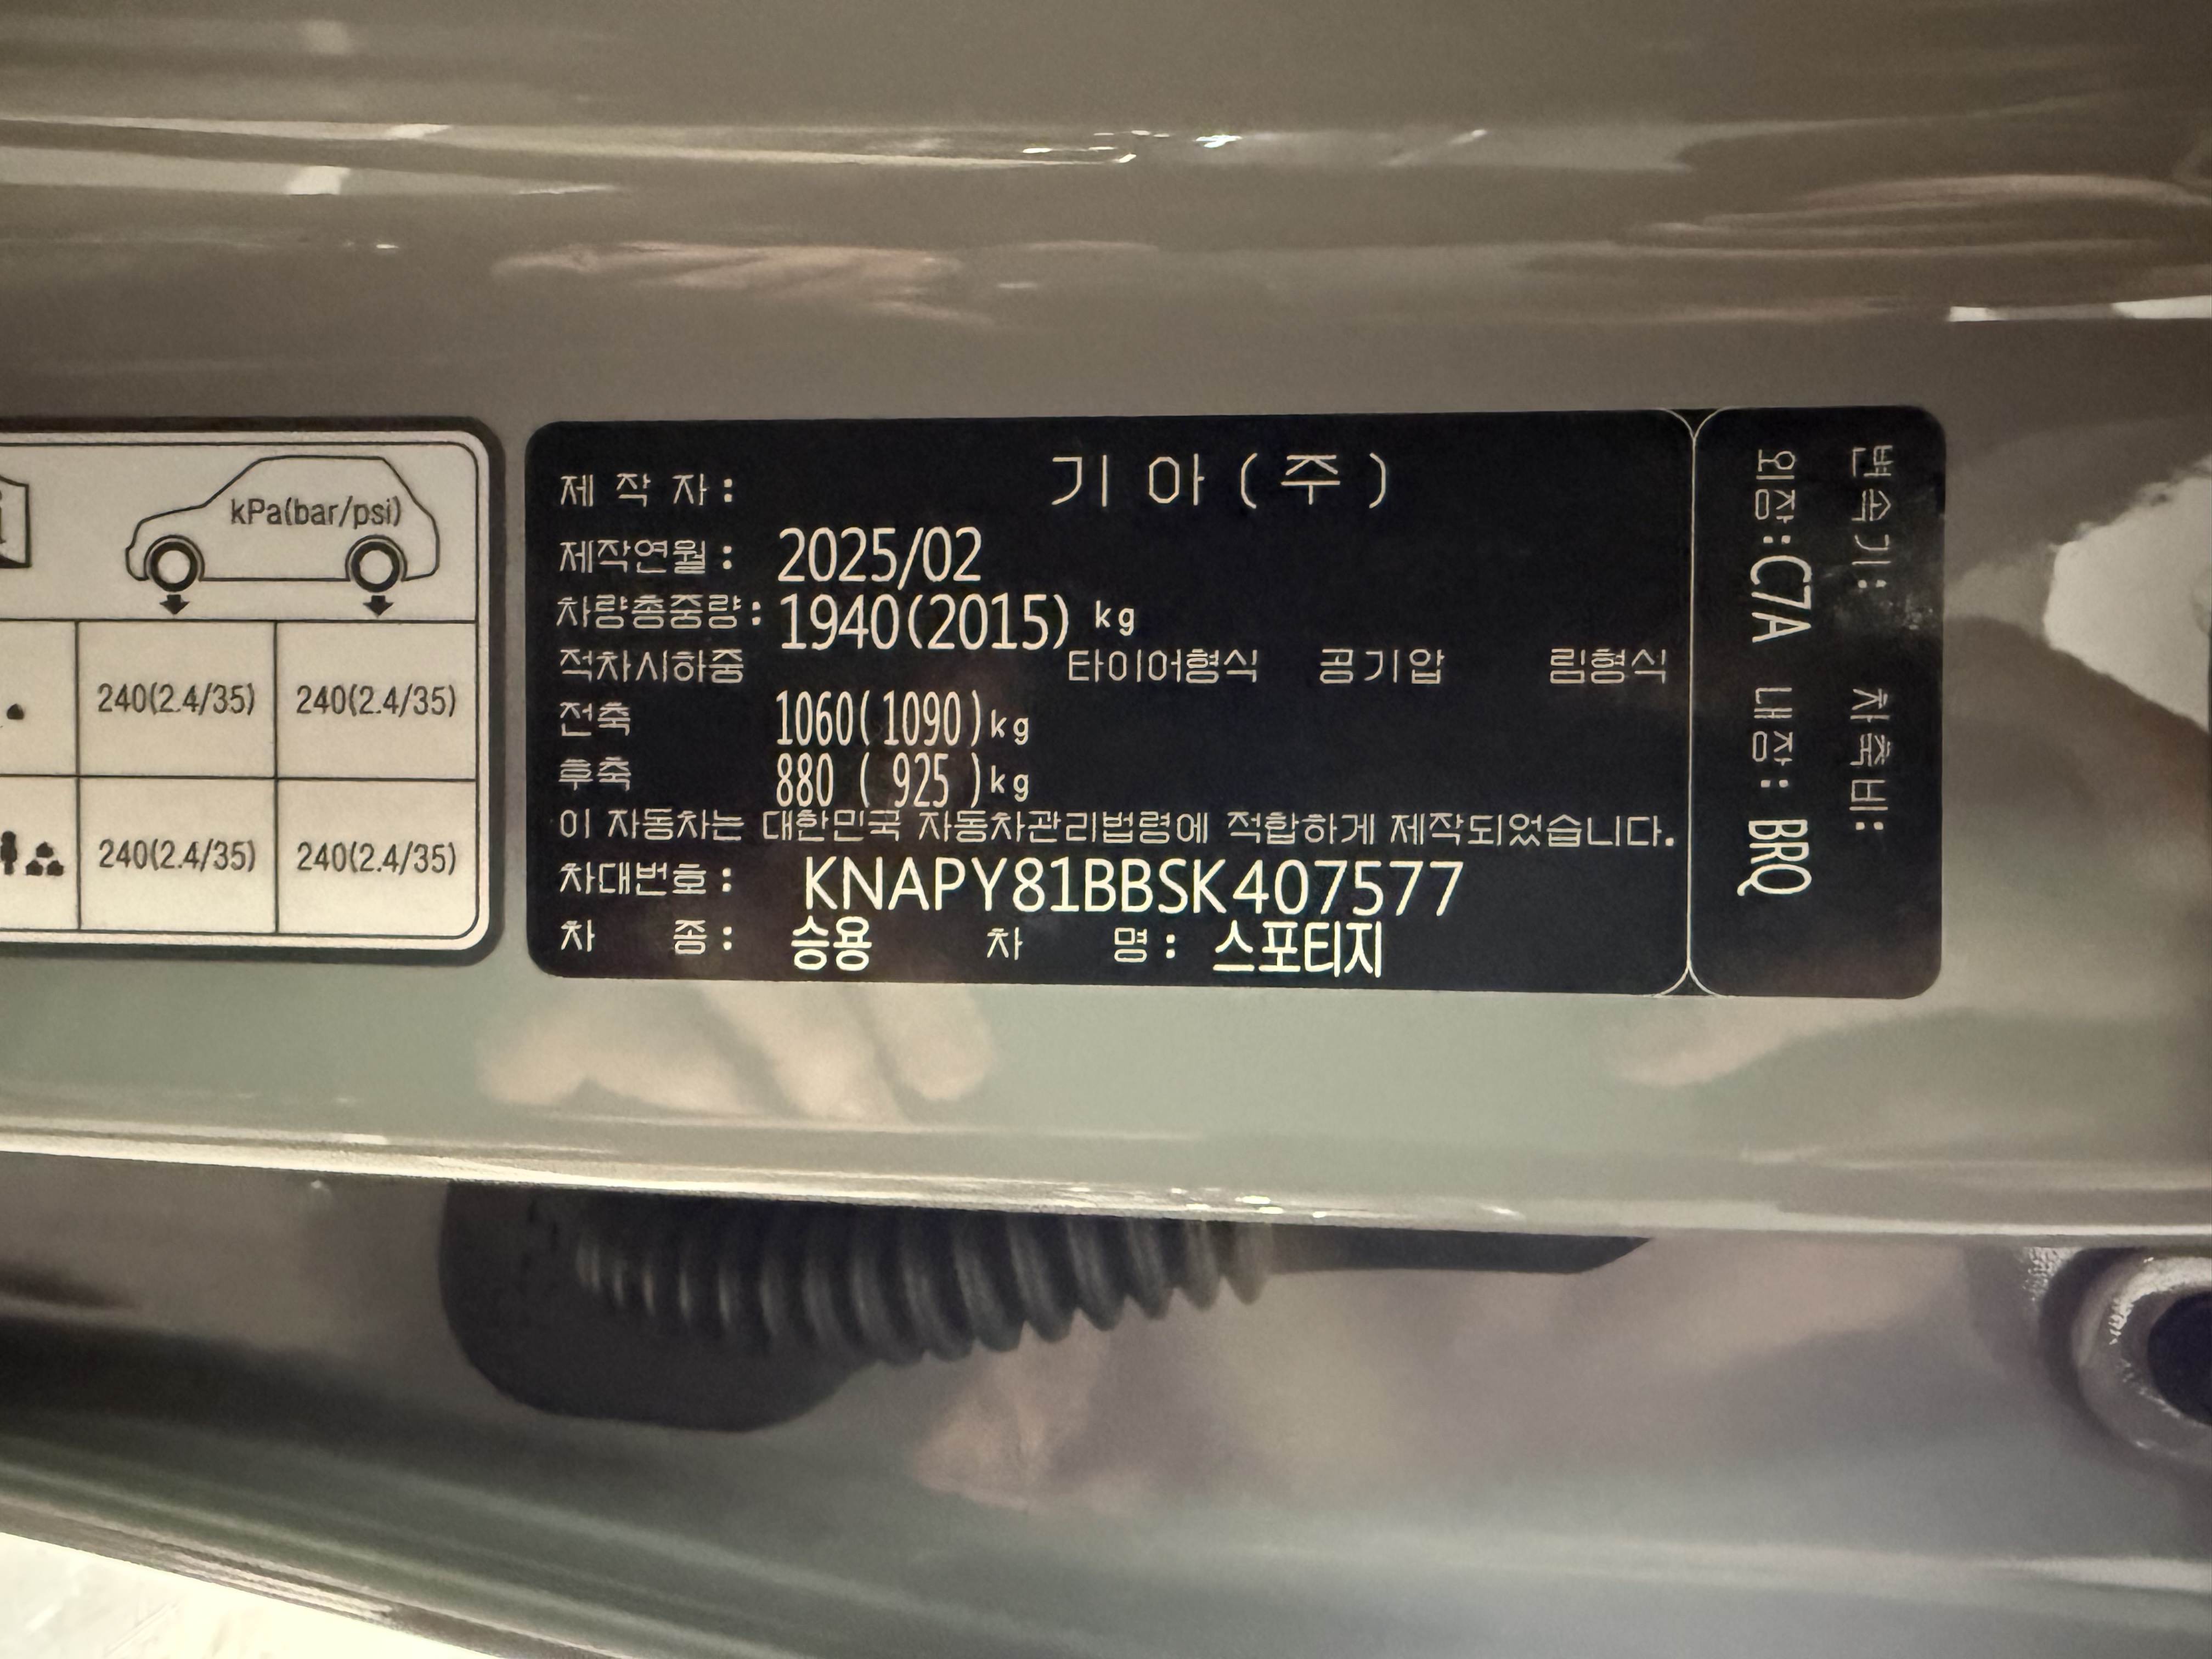 kPa(bar/psi)
240(2.4/35) 240(2.4/35)
240(2.4/35) 240(2.4/35)
제 작 자 : 기 아 ( 주 )
제작연월 : 2025/02
차량총중량 : 1940(2015) kg
적차시하중 타이어형식 공기압 림형식
전축 1060(1090)kg
후축 880 ( 925 )kg
이 자동차는 대한민국 자동차관리법령에 적합하게 제작되었습니다.
차대번호 : KNAPY81BBSK407577
차 종 : 승용 차 명 : 스포티지
변속기 : 차축비 :
외장 : C7A 내장 : BRQ